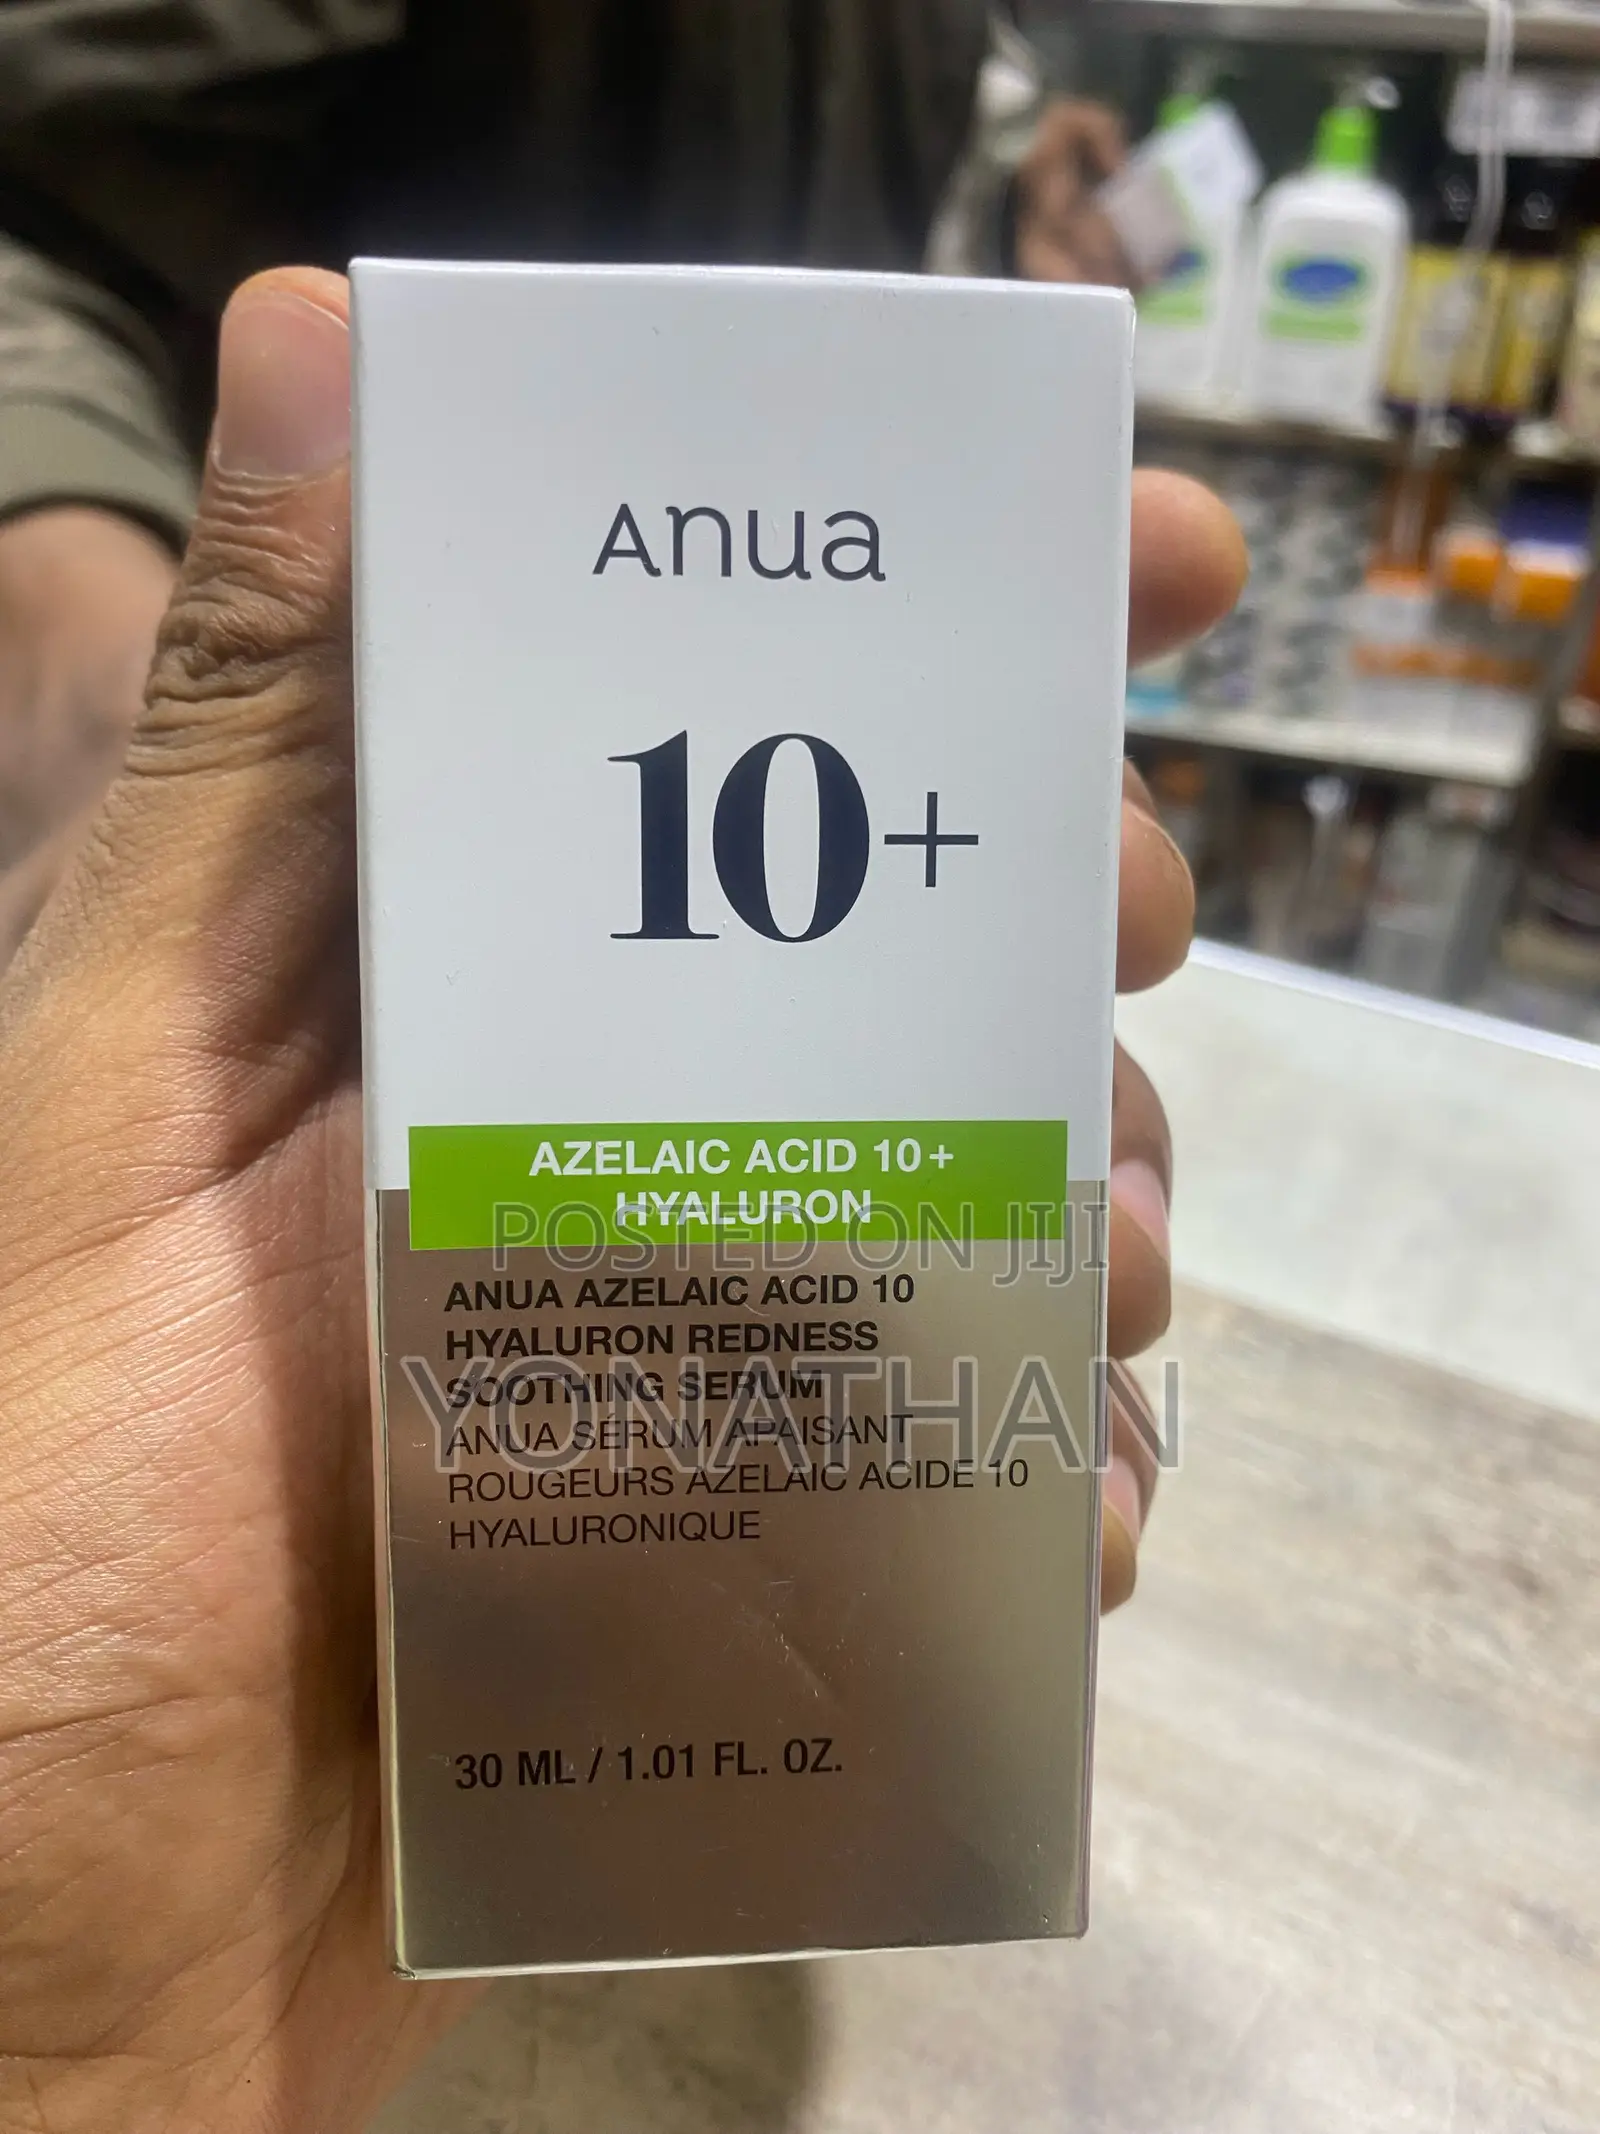 Anua
10+
AZELAIC ACID 10+
HYALURON
POSTED ON JIJI
ANUA AZELAIC ACID 10
HYALURON REDNESS
SOOTHING SERUM
YONATHAN
ANUA SÉRUM APAISANT
ROUGEURS AZELAIC ACIDE 10
HYALURONIQUE
30 ML / 1.01 FL. OZ.